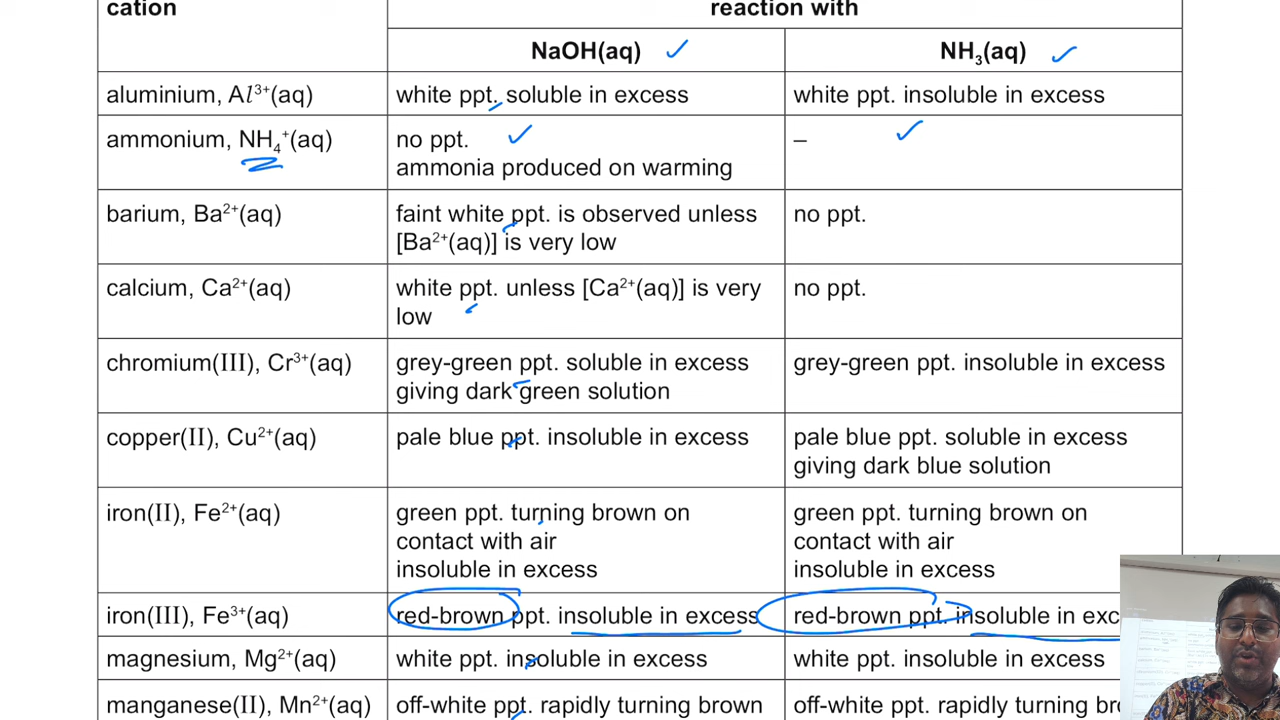 cation
reaction with
NaOH(aq)
NH₃(aq)
aluminium, Al³⁺(aq)
white ppt. soluble in excess
white ppt. insoluble in excess
ammonium, NH₄⁺(aq)
no ppt.
ammonia produced on warming
–
barium, Ba²⁺(aq)
faint white ppt. is observed unless
[Ba²⁺(aq)] is very low
no ppt.
calcium, Ca²⁺(aq)
white ppt. unless [Ca²⁺(aq)] is very
low
no ppt.
chromium(III), Cr³⁺(aq)
grey-green ppt. soluble in excess
giving dark green solution
grey-green ppt. insoluble in excess
copper(II), Cu²⁺(aq)
pale blue ppt. insoluble in excess
pale blue ppt. soluble in excess
giving dark blue solution
iron(II), Fe²⁺(aq)
green ppt. turning brown on
contact with air
insoluble in excess
green ppt. turning brown on
contact with air
insoluble in excess
iron(III), Fe³⁺(aq)
red-brown ppt. insoluble in excess
red-brown ppt. insoluble in exc
magnesium, Mg²⁺(aq)
white ppt. insoluble in excess
white ppt. insoluble in excess
manganese(II), Mn²⁺(aq)
off-white ppt. rapidly turning brown
off-white ppt. rapidly turning br